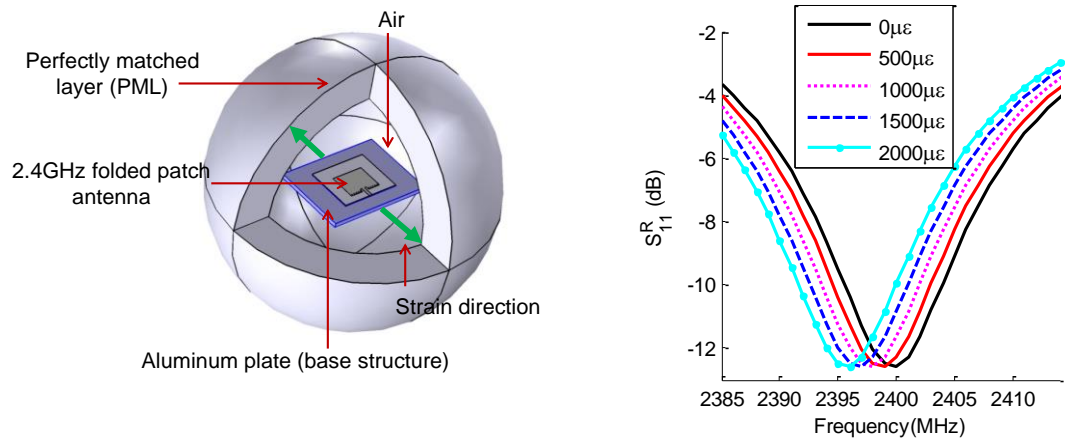 Air
Perfectly matched
layer (PML)
2.4GHz folded patch
antenna
Strain direction
Aluminum plate (base structure)
0με
500με
1000με
1500με
2000με
-2
-4
-6
-8
-10
-12
S₁₁ᴿ (dB)
2385 2390 2395 2400 2405 2410
Frequency(MHz)